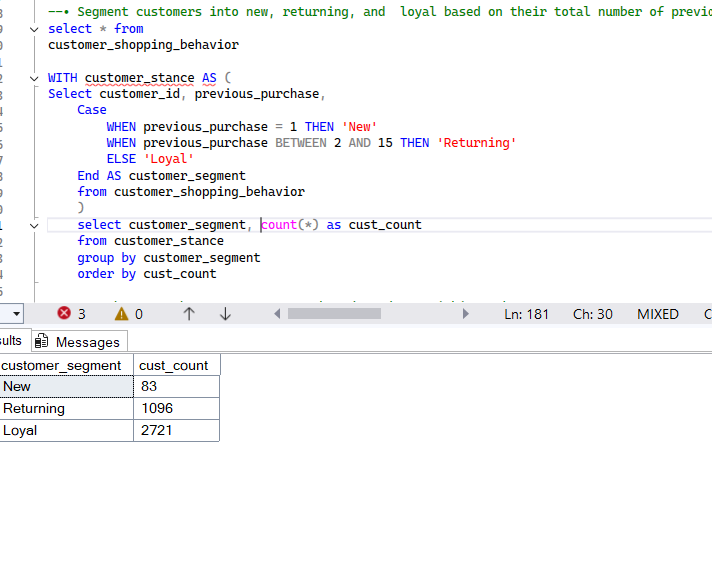 --• Segment customers into new, returning, and  loyal based on their total number of previo
select * from
customer_shopping_behavior
WITH customer_stance AS (
Select customer_id, previous_purchase,
Case
WHEN previous_purchase = 1 THEN 'New'
WHEN previous_purchase BETWEEN 2 AND 15 THEN 'Returning'
ELSE 'Loyal'
End AS customer_segment
from customer_shopping_behavior
)
select customer_segment, count(*) as cust_count
from customer_stance
group by customer_segment
order by cust_count
3 0 Ln: 181 Ch: 30 MIXED C
sults Messages
customer_segment cust_count
New 83
Returning 1096
Loyal 2721